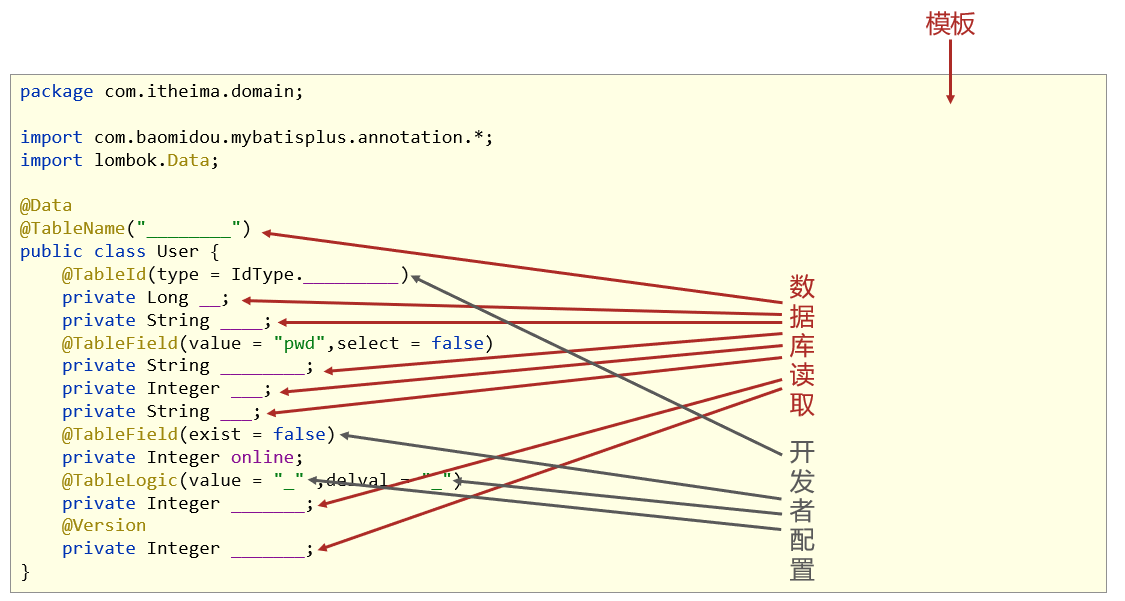 模板
package com.itheima.domain;
import com.baomidou.mybatisplus.annotation.*;
import lombok.Data;
@Data
@TableName("________")
public class User {
    @TableId(type = IdType._________)
    private Long __;
    private String ____;
    @TableField(value = "pwd",select = false)
    private String ________;
    private Integer ___;
    private String ___;
    @TableField(exist = false)
    private Integer online;
    @TableLogic(value = "_" ,delval = "_")
    private Integer _______;
    @Version
    private Integer _______;
}
数据库读取
开发者配置